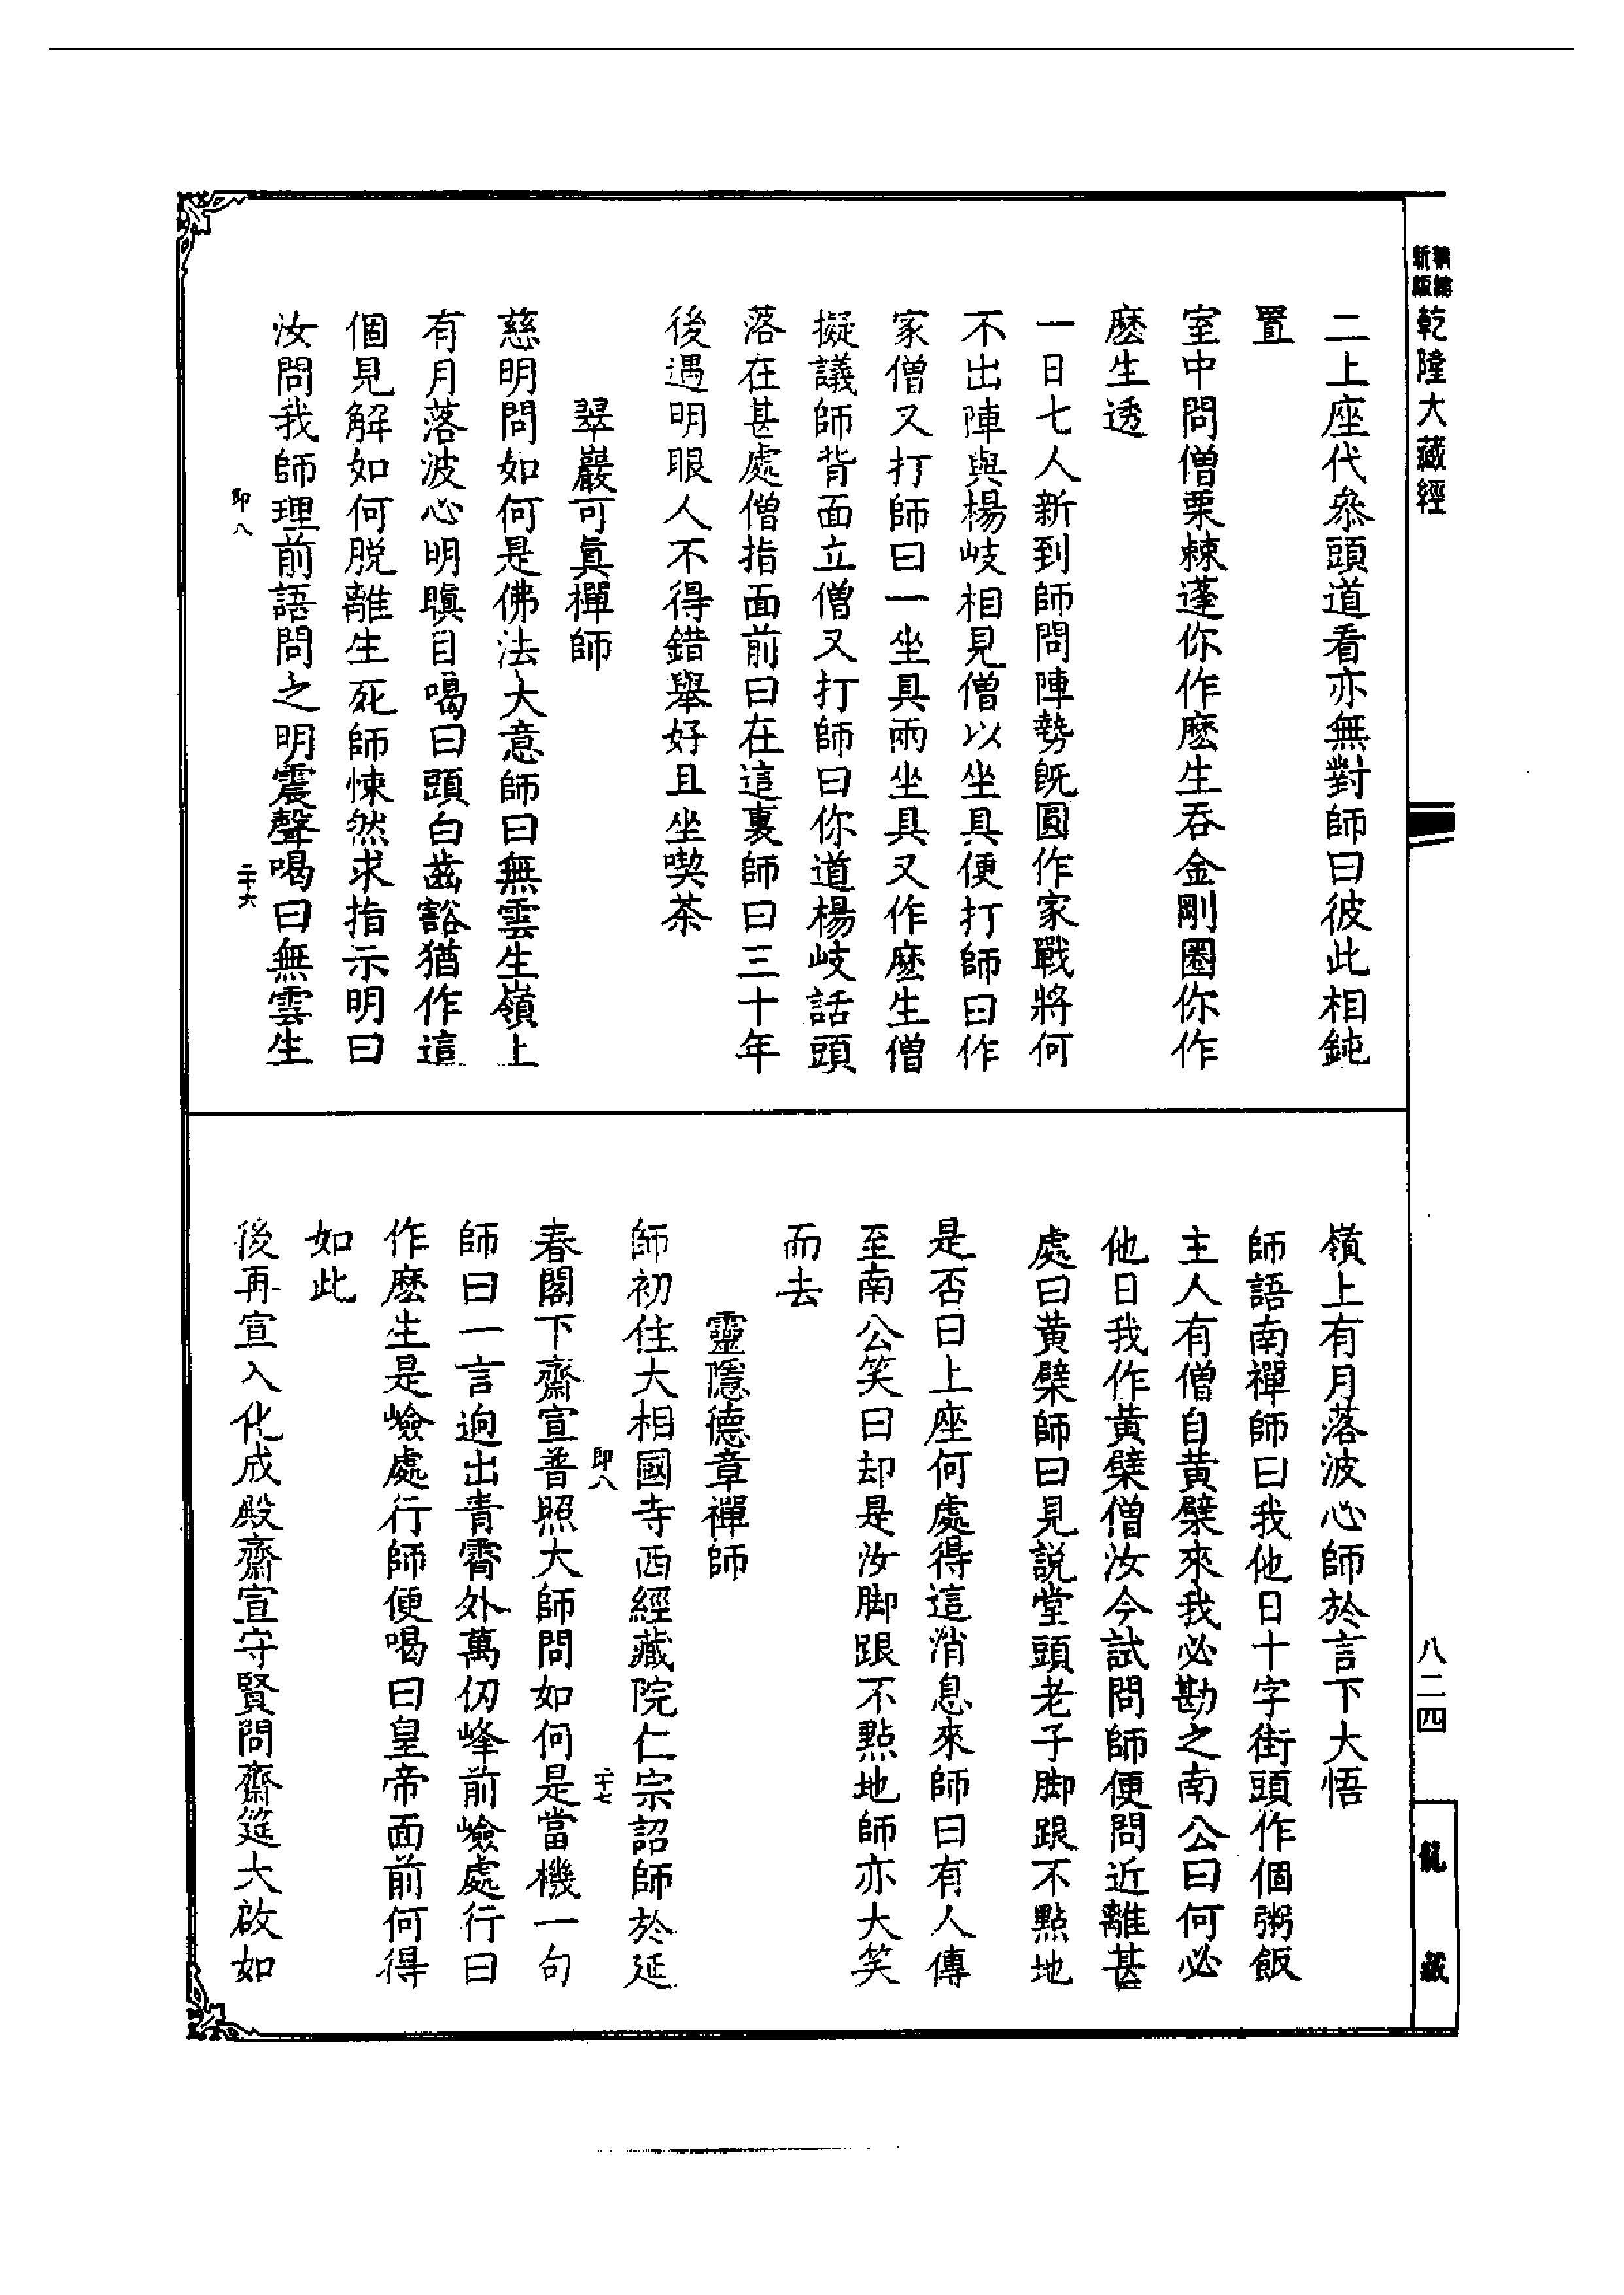 新編
縮版
乾隆大藏經
二上座代叅頭道看亦無對師曰彼此相鈍
置
室中問僧栗棘蓬你作麽生吞金剛圈你作
麽生透
一日七人新到師問陣勢旣圓作家戰將何
不出陣與楊岐相見僧以坐具便打師曰作
家僧又打師曰一坐具兩坐具又作麽生僧
擬議師背面立僧又打師曰你道楊岐話頭
落在甚處僧指面前曰在這裏師曰三十年
後遇明眼人不得錯舉好且坐喫茶
翠巖可眞禪師
慈明問如何是佛法大意師曰無雲生嶺上
有月落波心明瞋目喝曰頭白齒豁猶作這
個見解如何脫離生死師悚然求指示明曰
汝問我師理前語問之明震聲喝曰無雲生
即八
二十六
嶺上有月落波心師於言下大悟
師語南禪師曰我他日十字街頭作個粥飯
主人有僧自黃檗來我必勘之南公曰何必
他日我作黃檗僧汝今試問師便問近離甚
處曰黃檗師曰見說堂頭老子脚跟不點地
是否曰上座何處得這消息來師曰有人傳
至南公笑曰却是汝脚跟不點地師亦大笑
而去
靈隱德章禪師
師初住大相國寺西經藏院仁宗詔師於延
即八
二十七
春閣下齋宣普照大師問如何是當機一句
師曰一言逈出青霄外萬仞峰前嶮處行曰
作麽生是嶮處行師便喝曰皇帝面前何得
如此
後再宣入化成殿齋宣守賢問齋筵大啟如
八二四
龍藏